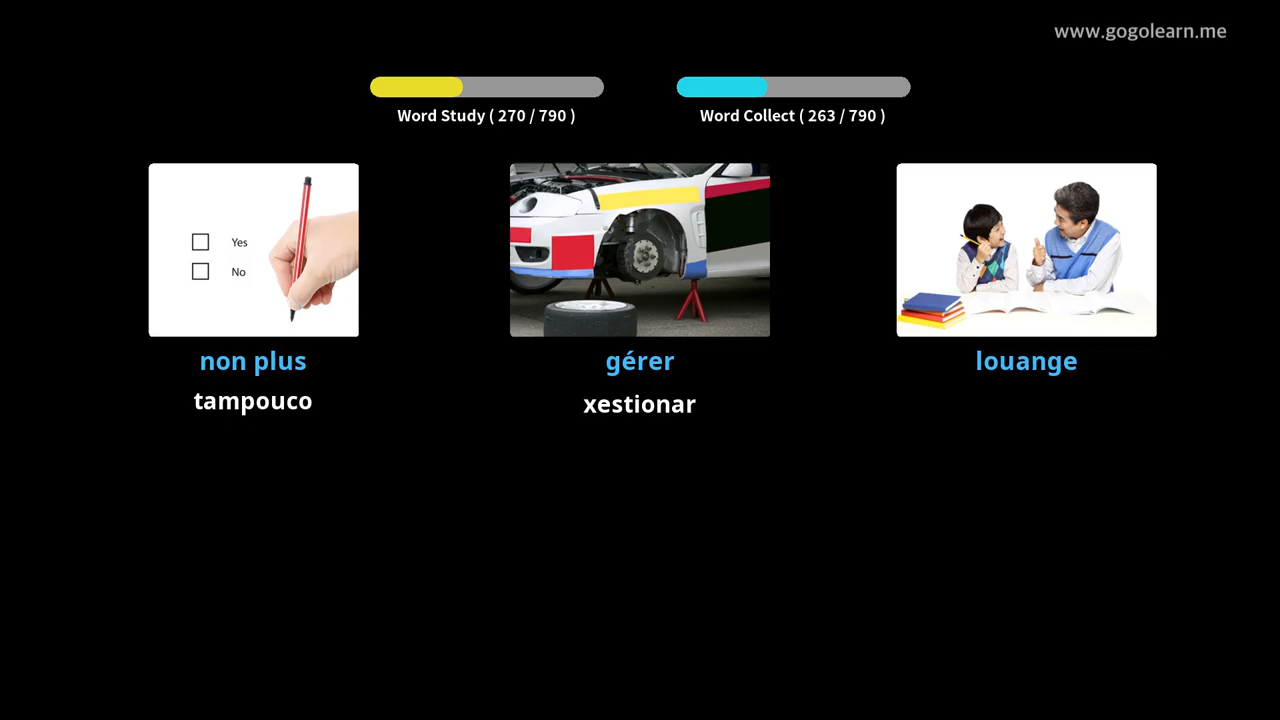 www.gogolearn.me
Word Study ( 270 / 790 )
Word Collect ( 263 / 790 )
Yes
No
non plus
gérer
louange
tampouco
xestionar